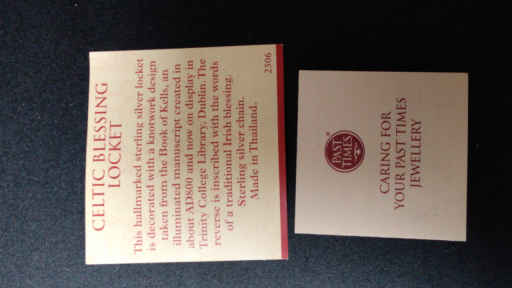 CELTIC BLESSING
LOCKET
This hallmarked sterling silver locket
is decorated with a knotwork design
taken from the Book of Kells, an
illuminated manuscript created in
about AD800 and now on display in
Trinity College Library, Dublin. The
reverse is inscribed with the words
of a traditional Irish blessing.
Sterling silver chain.
Made in Thailand.
2506
PAST
TIMES
®
CARING FOR
YOUR PAST TIMES
JEWELLERY